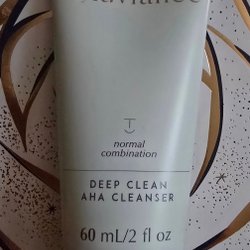 normal
combination
DEEP CLEAN
AHA CLEANSER
60 mL/2 fl oz